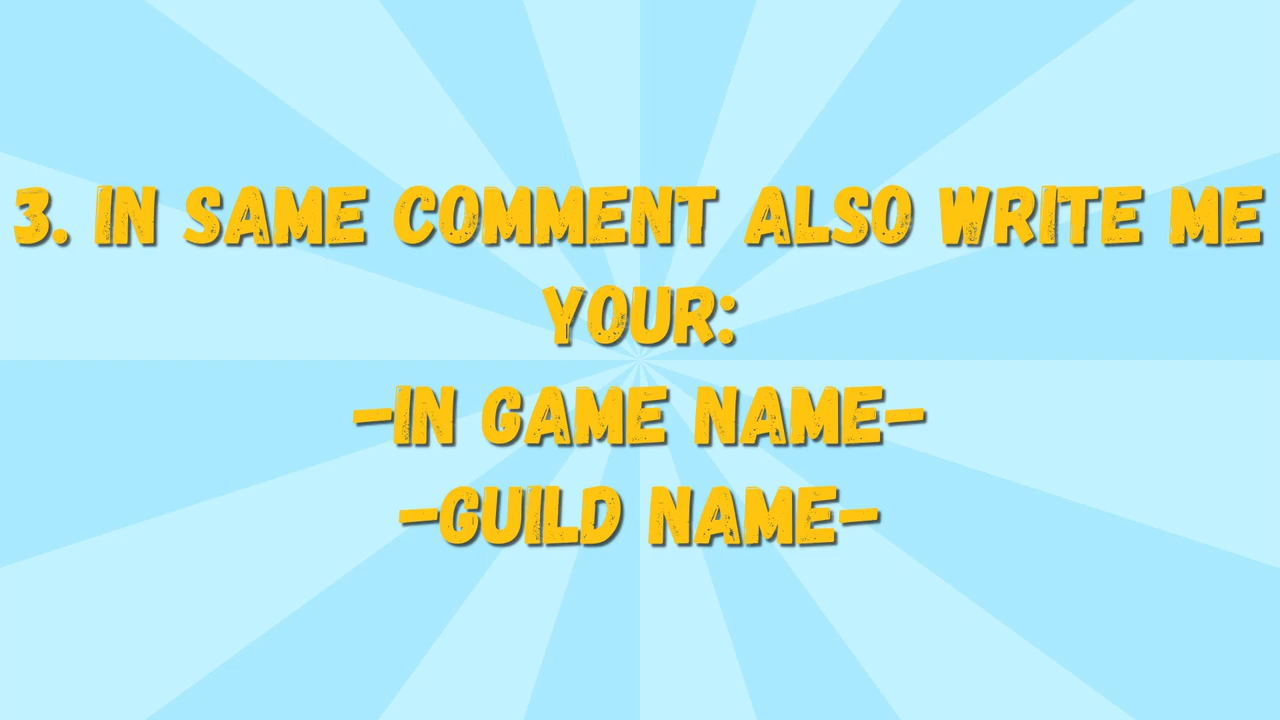 3. IN SAME COMMENT ALSO WRITE ME
YOUR:
-IN GAME NAME-
-GUILD NAME-